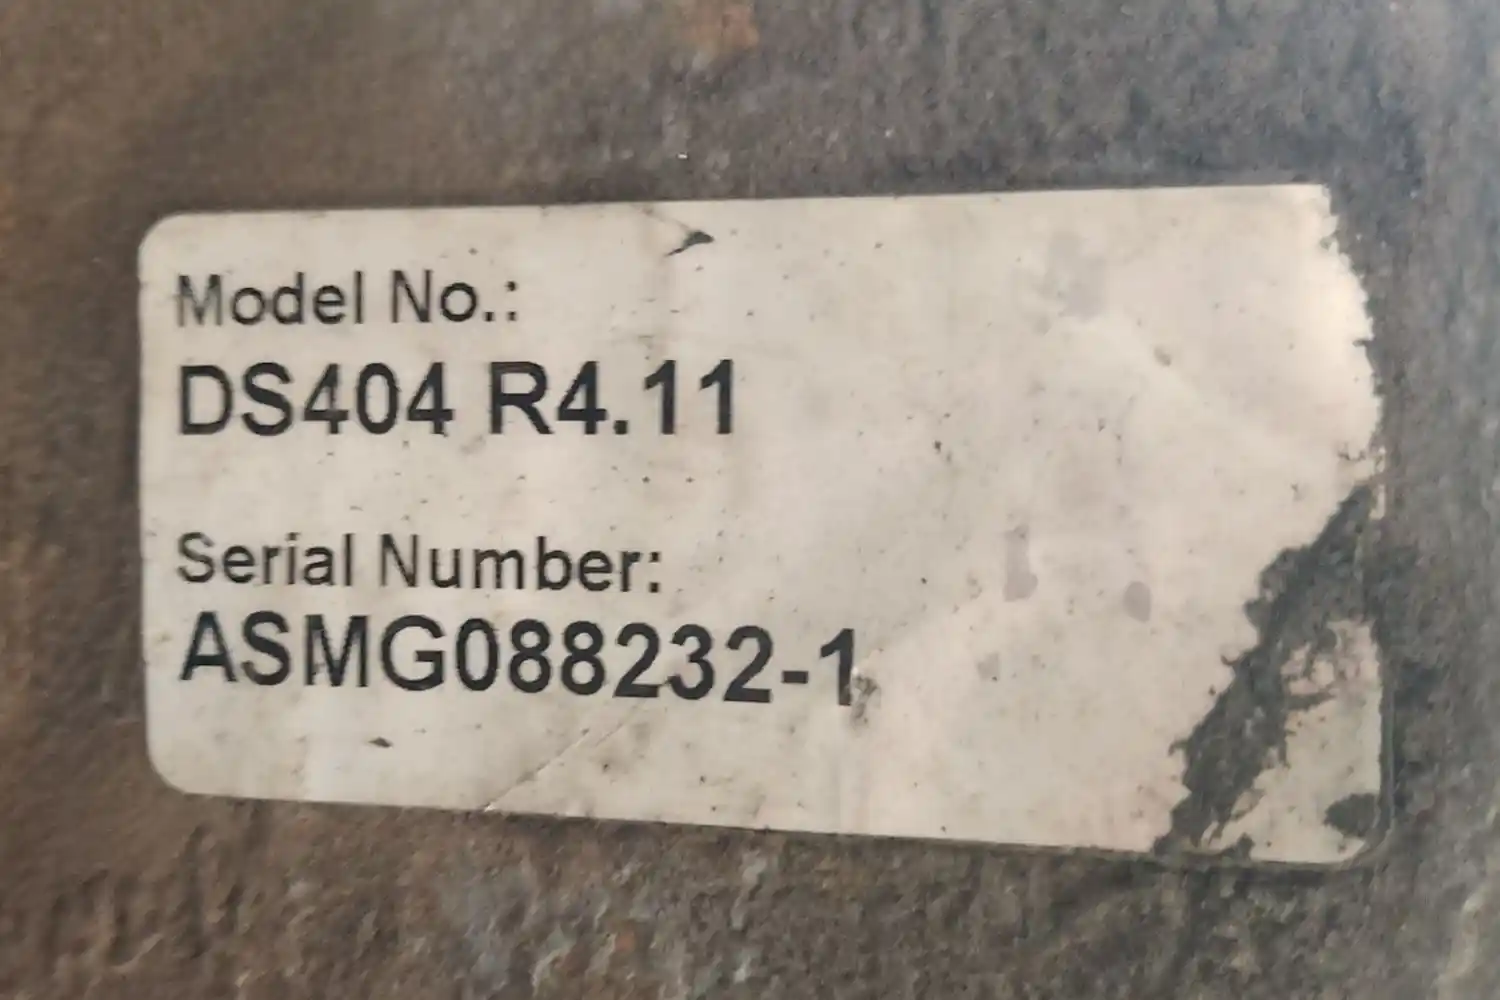 Model No.:
DS404 R4.11
Serial Number:
ASMG088232-1